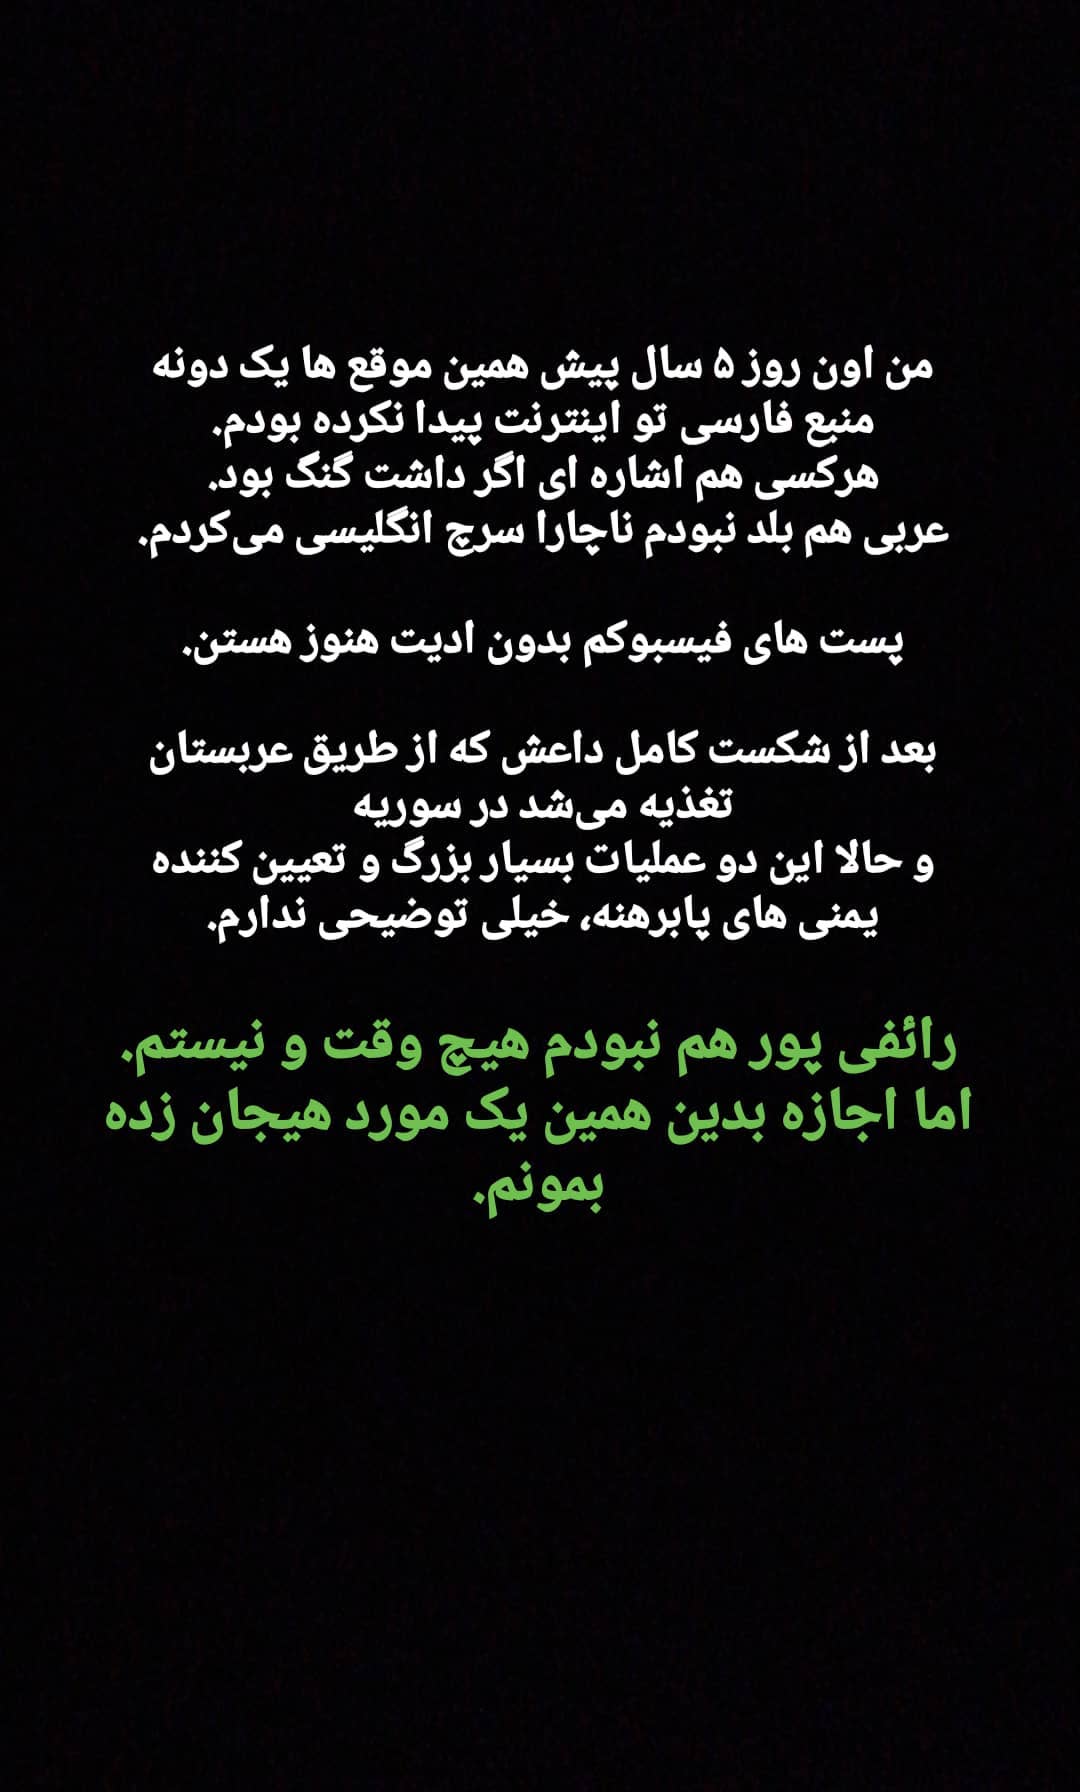 من اون روز ۵ سال پیش همین موقع ها یک دونه
منبع فارسی تو اینترنت پیدا نکرده بودم.
هرکسی هم اشاره ای اگر داشت گنگ بود.
عربی هم بلد نبودم ناچارا سرچ انگلیسی می‌کردم.
پست های فیسبوکم بدون ادیت هنوز هستن.
بعد از شکست کامل داعش که از طریق عربستان
تغذیه می‌شد در سوریه
و حالا این دو عملیات بسیار بزرگ و تعیین کننده
یمنی های پابرهنه، خیلی توضیحی ندارم.
رائفی پور هم نبودم هیچ وقت و نیستم.
اما اجازه بدین همین یک مورد هیجان زده
بمونم.